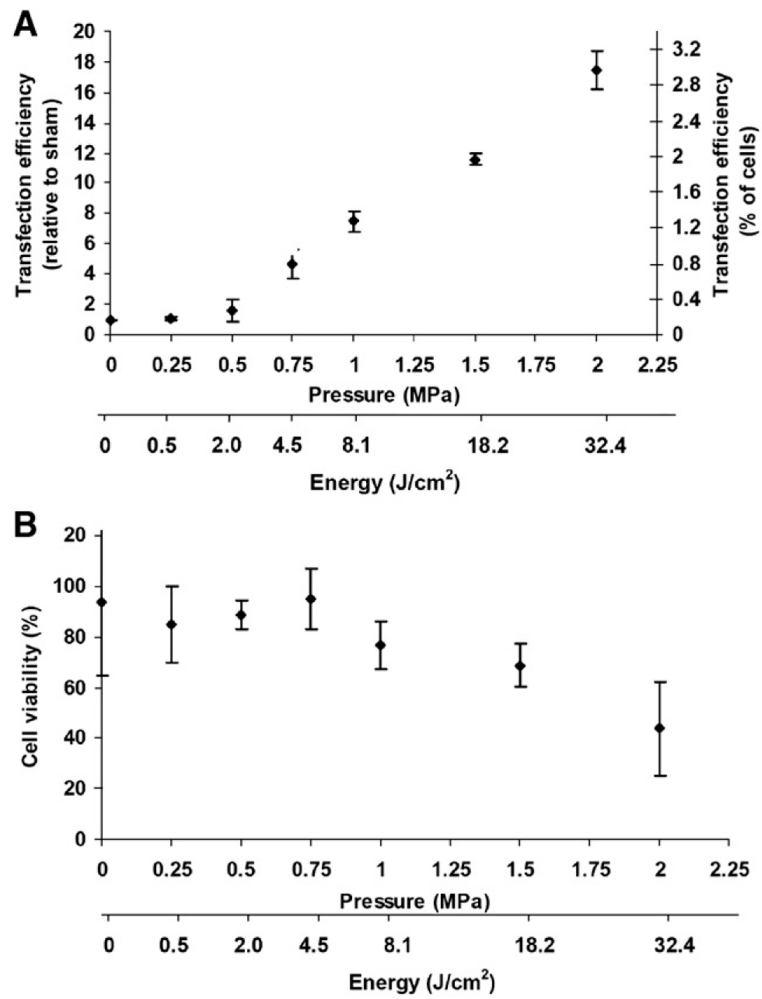 A
Transfection efficiency
(relative to sham)
20
18
16
14
12
10
8
6
4
2
0
3.2
2.8
2.4
2
1.6
1.2
0.8
0.4
0
Transfection efficiency
(% of cells)
0 0.25 0.5 0.75 1 1.25 1.5 1.75 2 2.25
Pressure (MPa)
0 0.5 2.0 4.5 8.1 18.2 32.4
Energy (J/cm²)
B
Cell viability (%)
20
100
80
60
40
20
0
0 0.25 0.5 0.75 1 1.25 1.5 1.75 2 2.25
Pressure (MPa)
0 0.5 2.0 4.5 8.1 18.2 32.4
Energy (J/cm²)